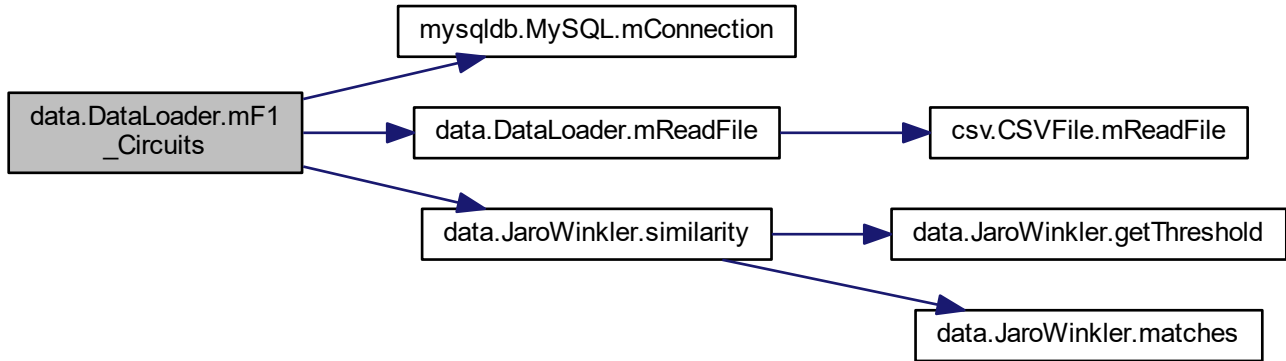 mysqldb.MySQL.mConnection
data.DataLoader.mF1
_Circuits
data.DataLoader.mReadFile
csv.CSVFile.mReadFile
data.JaroWinkler.similarity
data.JaroWinkler.getThreshold
data.JaroWinkler.matches